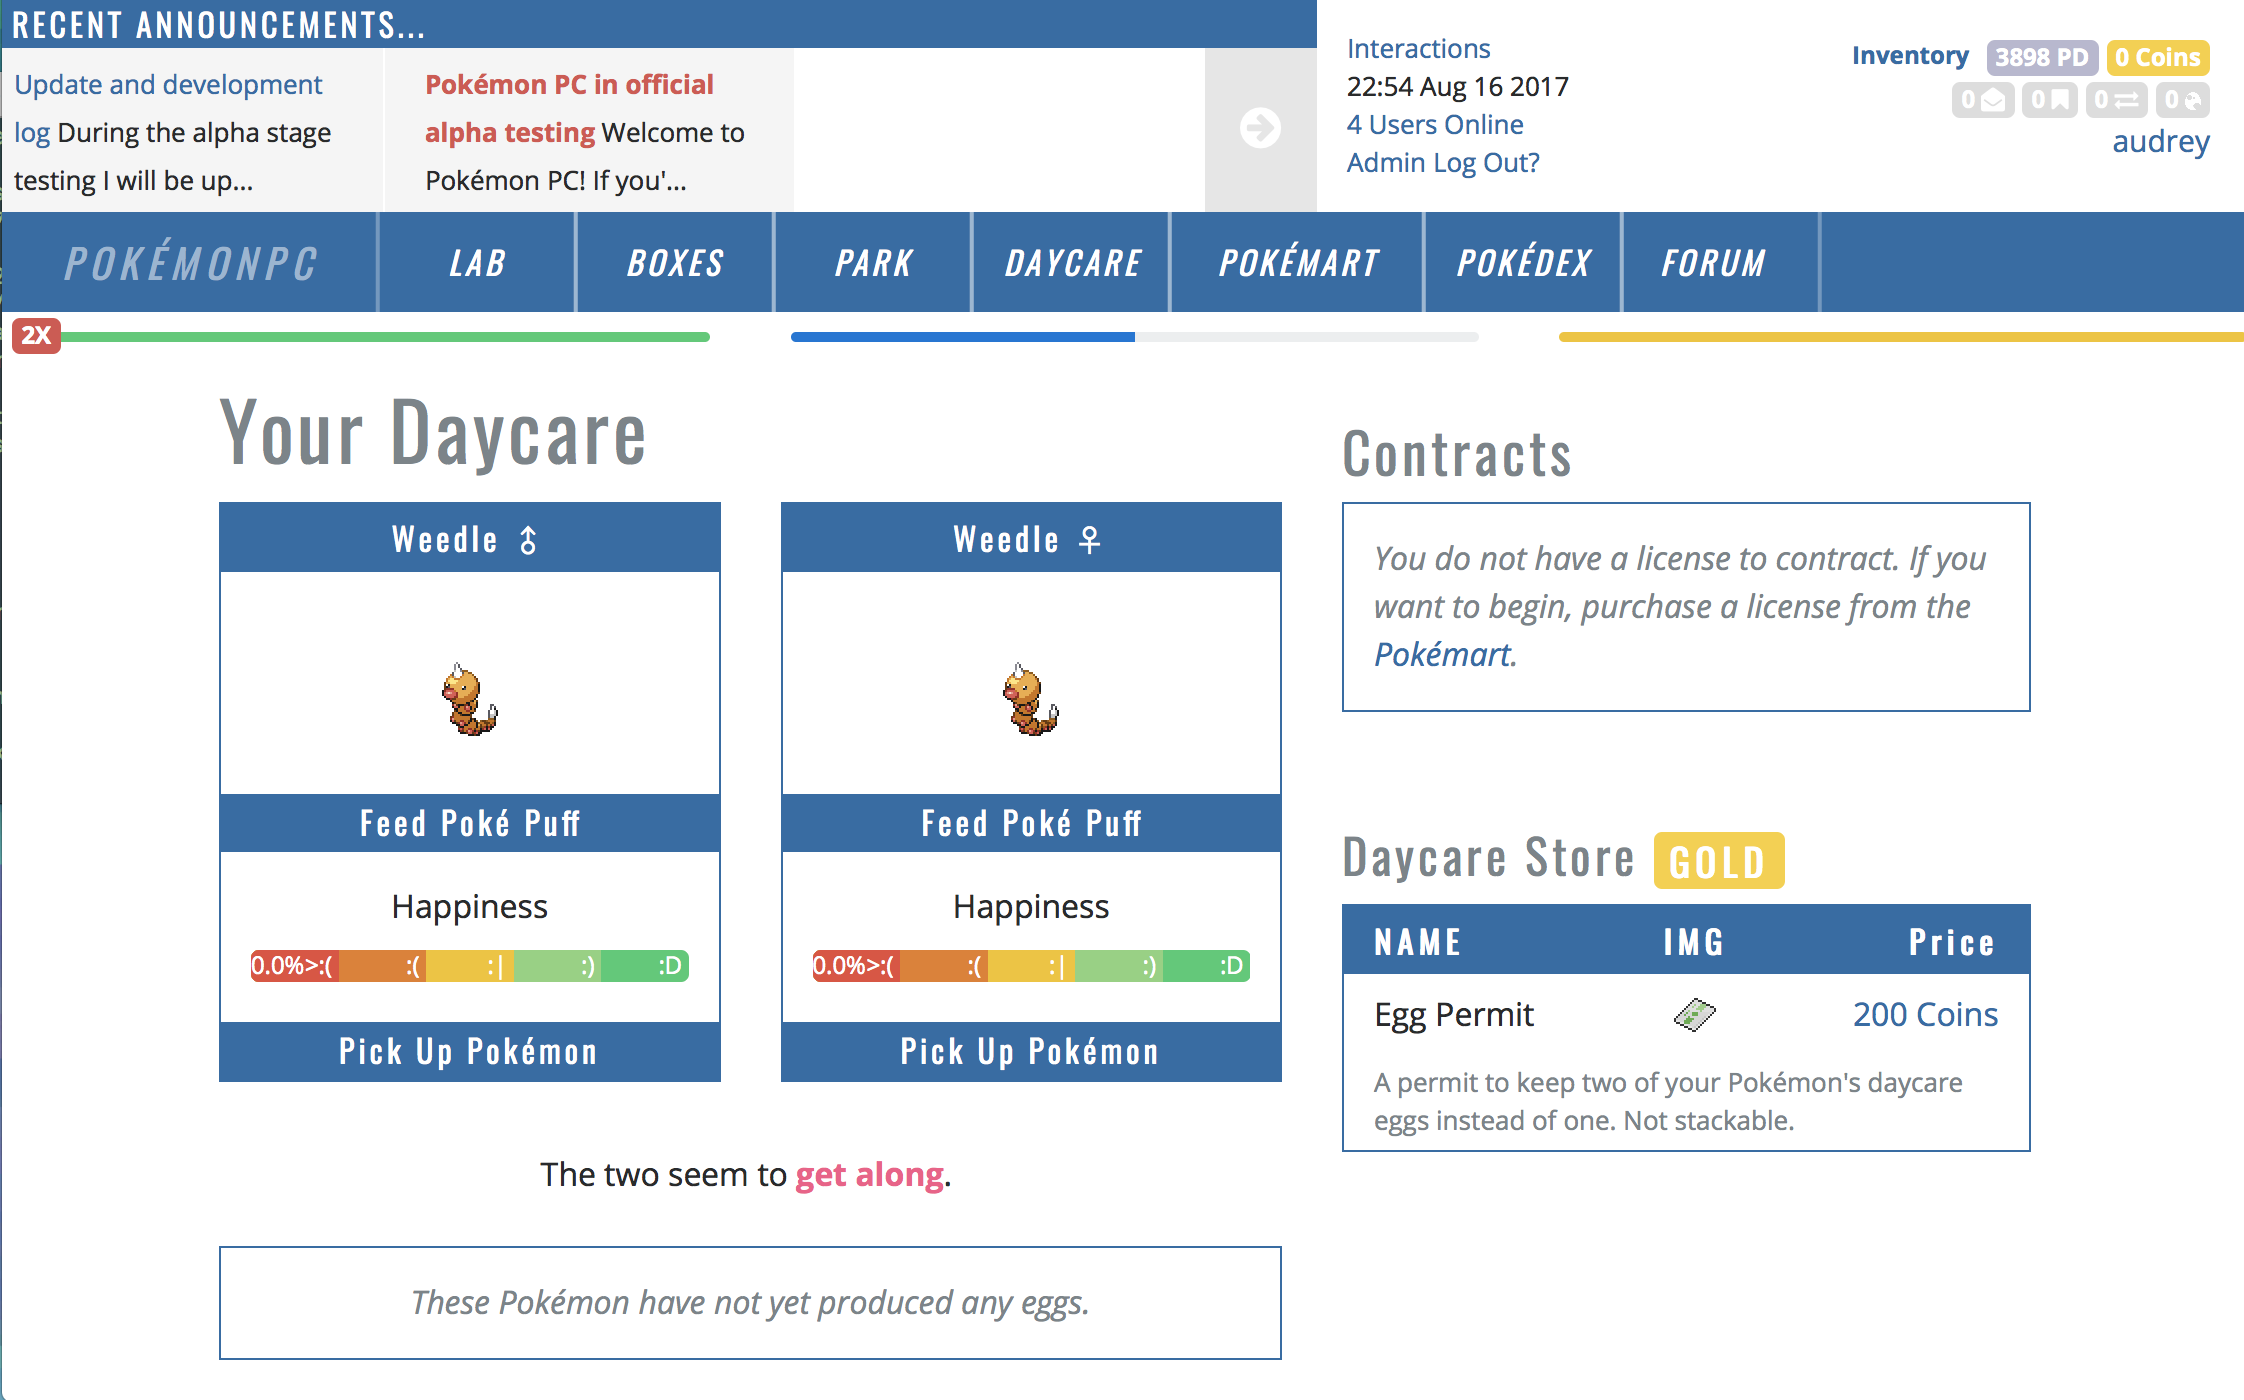 RECENT ANNOUNCEMENTS...
Update and development
log During the alpha stage
testing I will be up...
Pokémon PC in official
alpha testing Welcome to
Pokémon PC! If you'...
Interactions
22:54 Aug 16 2017
4 Users Online
Admin Log Out?
Inventory 3898 PD 0 Coins
0 0 0 0
audrey
POKÉMONPC LAB BOXES PARK DAYCARE POKÉMART POKÉDEX FORUM
2X
Your Daycare
Weedle ♂
Feed Poké Puff
Happiness
0.0%>:( :( :| :) :D
Pick Up Pokémon
Weedle ♀
Feed Poké Puff
Happiness
0.0%>:( :( :| :) :D
Pick Up Pokémon
The two seem to get along.
These Pokémon have not yet produced any eggs.
Contracts
You do not have a license to contract. If you
want to begin, purchase a license from the
Pokémart.
Daycare Store GOLD
NAME IMG Price
Egg Permit 200 Coins
A permit to keep two of your Pokémon's daycare
eggs instead of one. Not stackable.